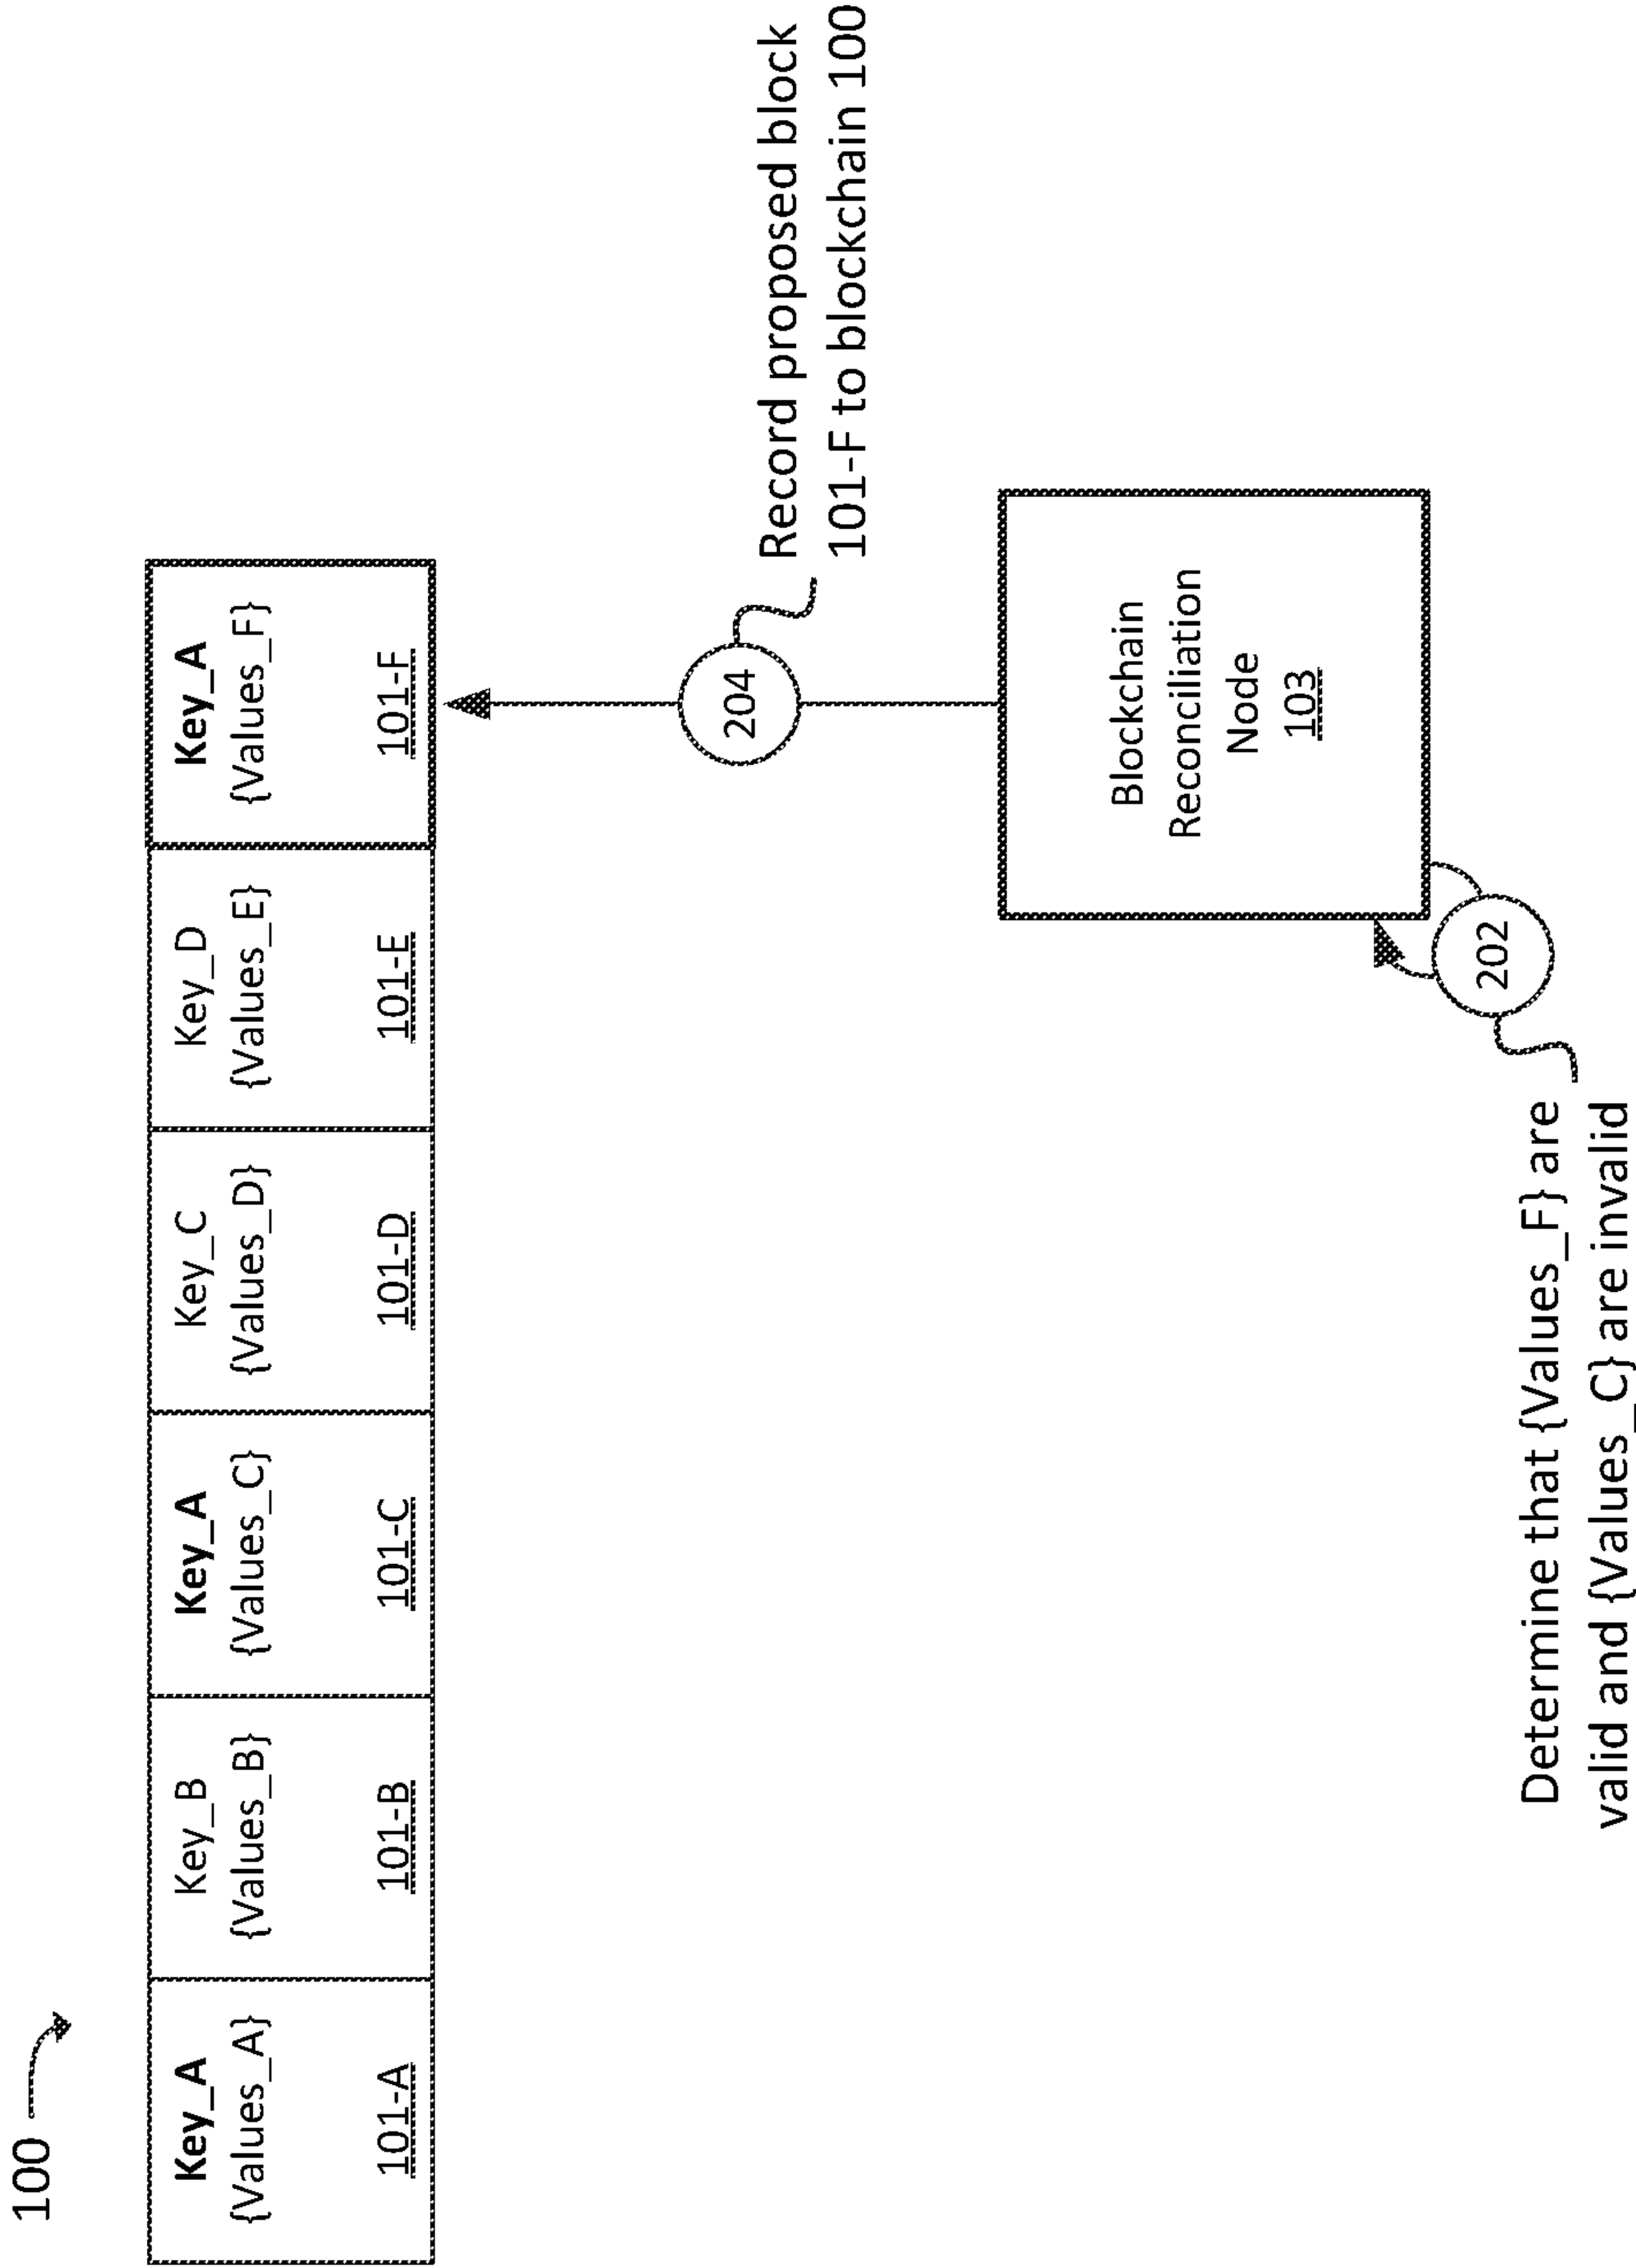 100
Key_A
{Values_A}
101-A
Key_B
{Values_B}
101-B
Key_A
{Values_C}
101-C
Key_C
{Values_D}
101-D
Key_D
{Values_E}
101-E
Key_A
{Values_F}
101-F
204
Record proposed block
101-F to blockchain 100
Blockchain
Reconciliation
Node
103
202
Determine that {Values_F} are
valid and {Values_C} are invalid